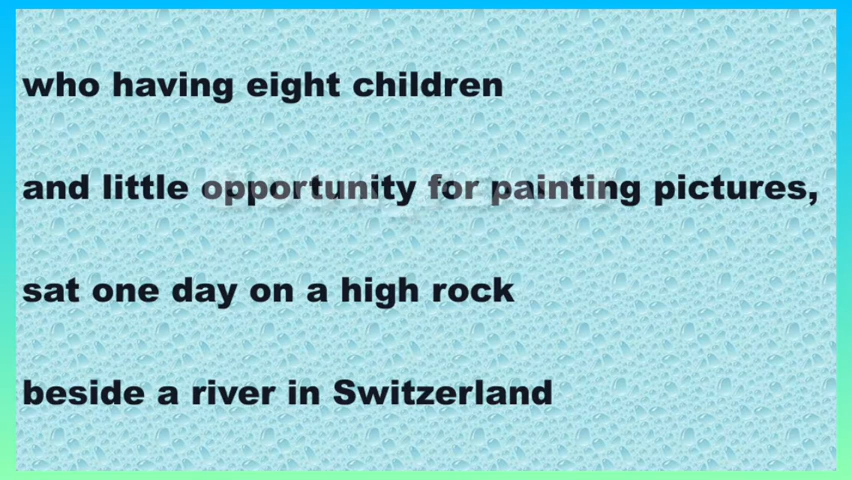 who having eight children
and little opportunity for painting pictures,
sat one day on a high rock
beside a river in Switzerland